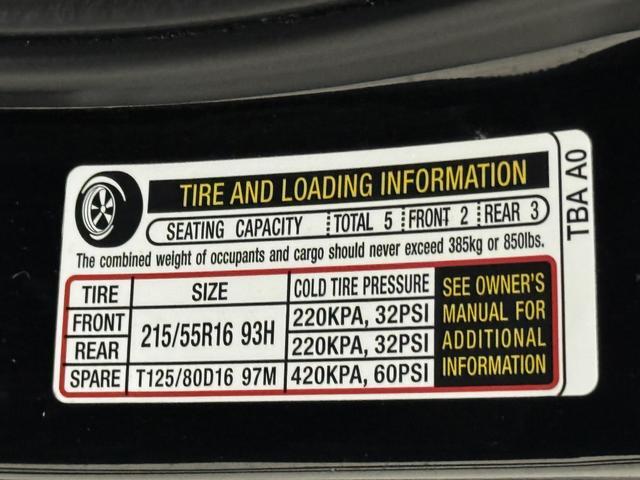 TIRE AND LOADING INFORMATION
SEATING CAPACITY TOTAL 5 FRONT 2 REAR 3
The combined weight of occupants and cargo should never exceed 385kg or 850lbs.
TIRE SIZE COLD TIRE PRESSURE
FRONT 215/55R16 93H 220KPA, 32PSI
REAR 220KPA, 32PSI
SPARE T125/80D16 97M 420KPA, 60PSI
SEE OWNER'S
MANUAL FOR
ADDITIONAL
INFORMATION
TBA A0